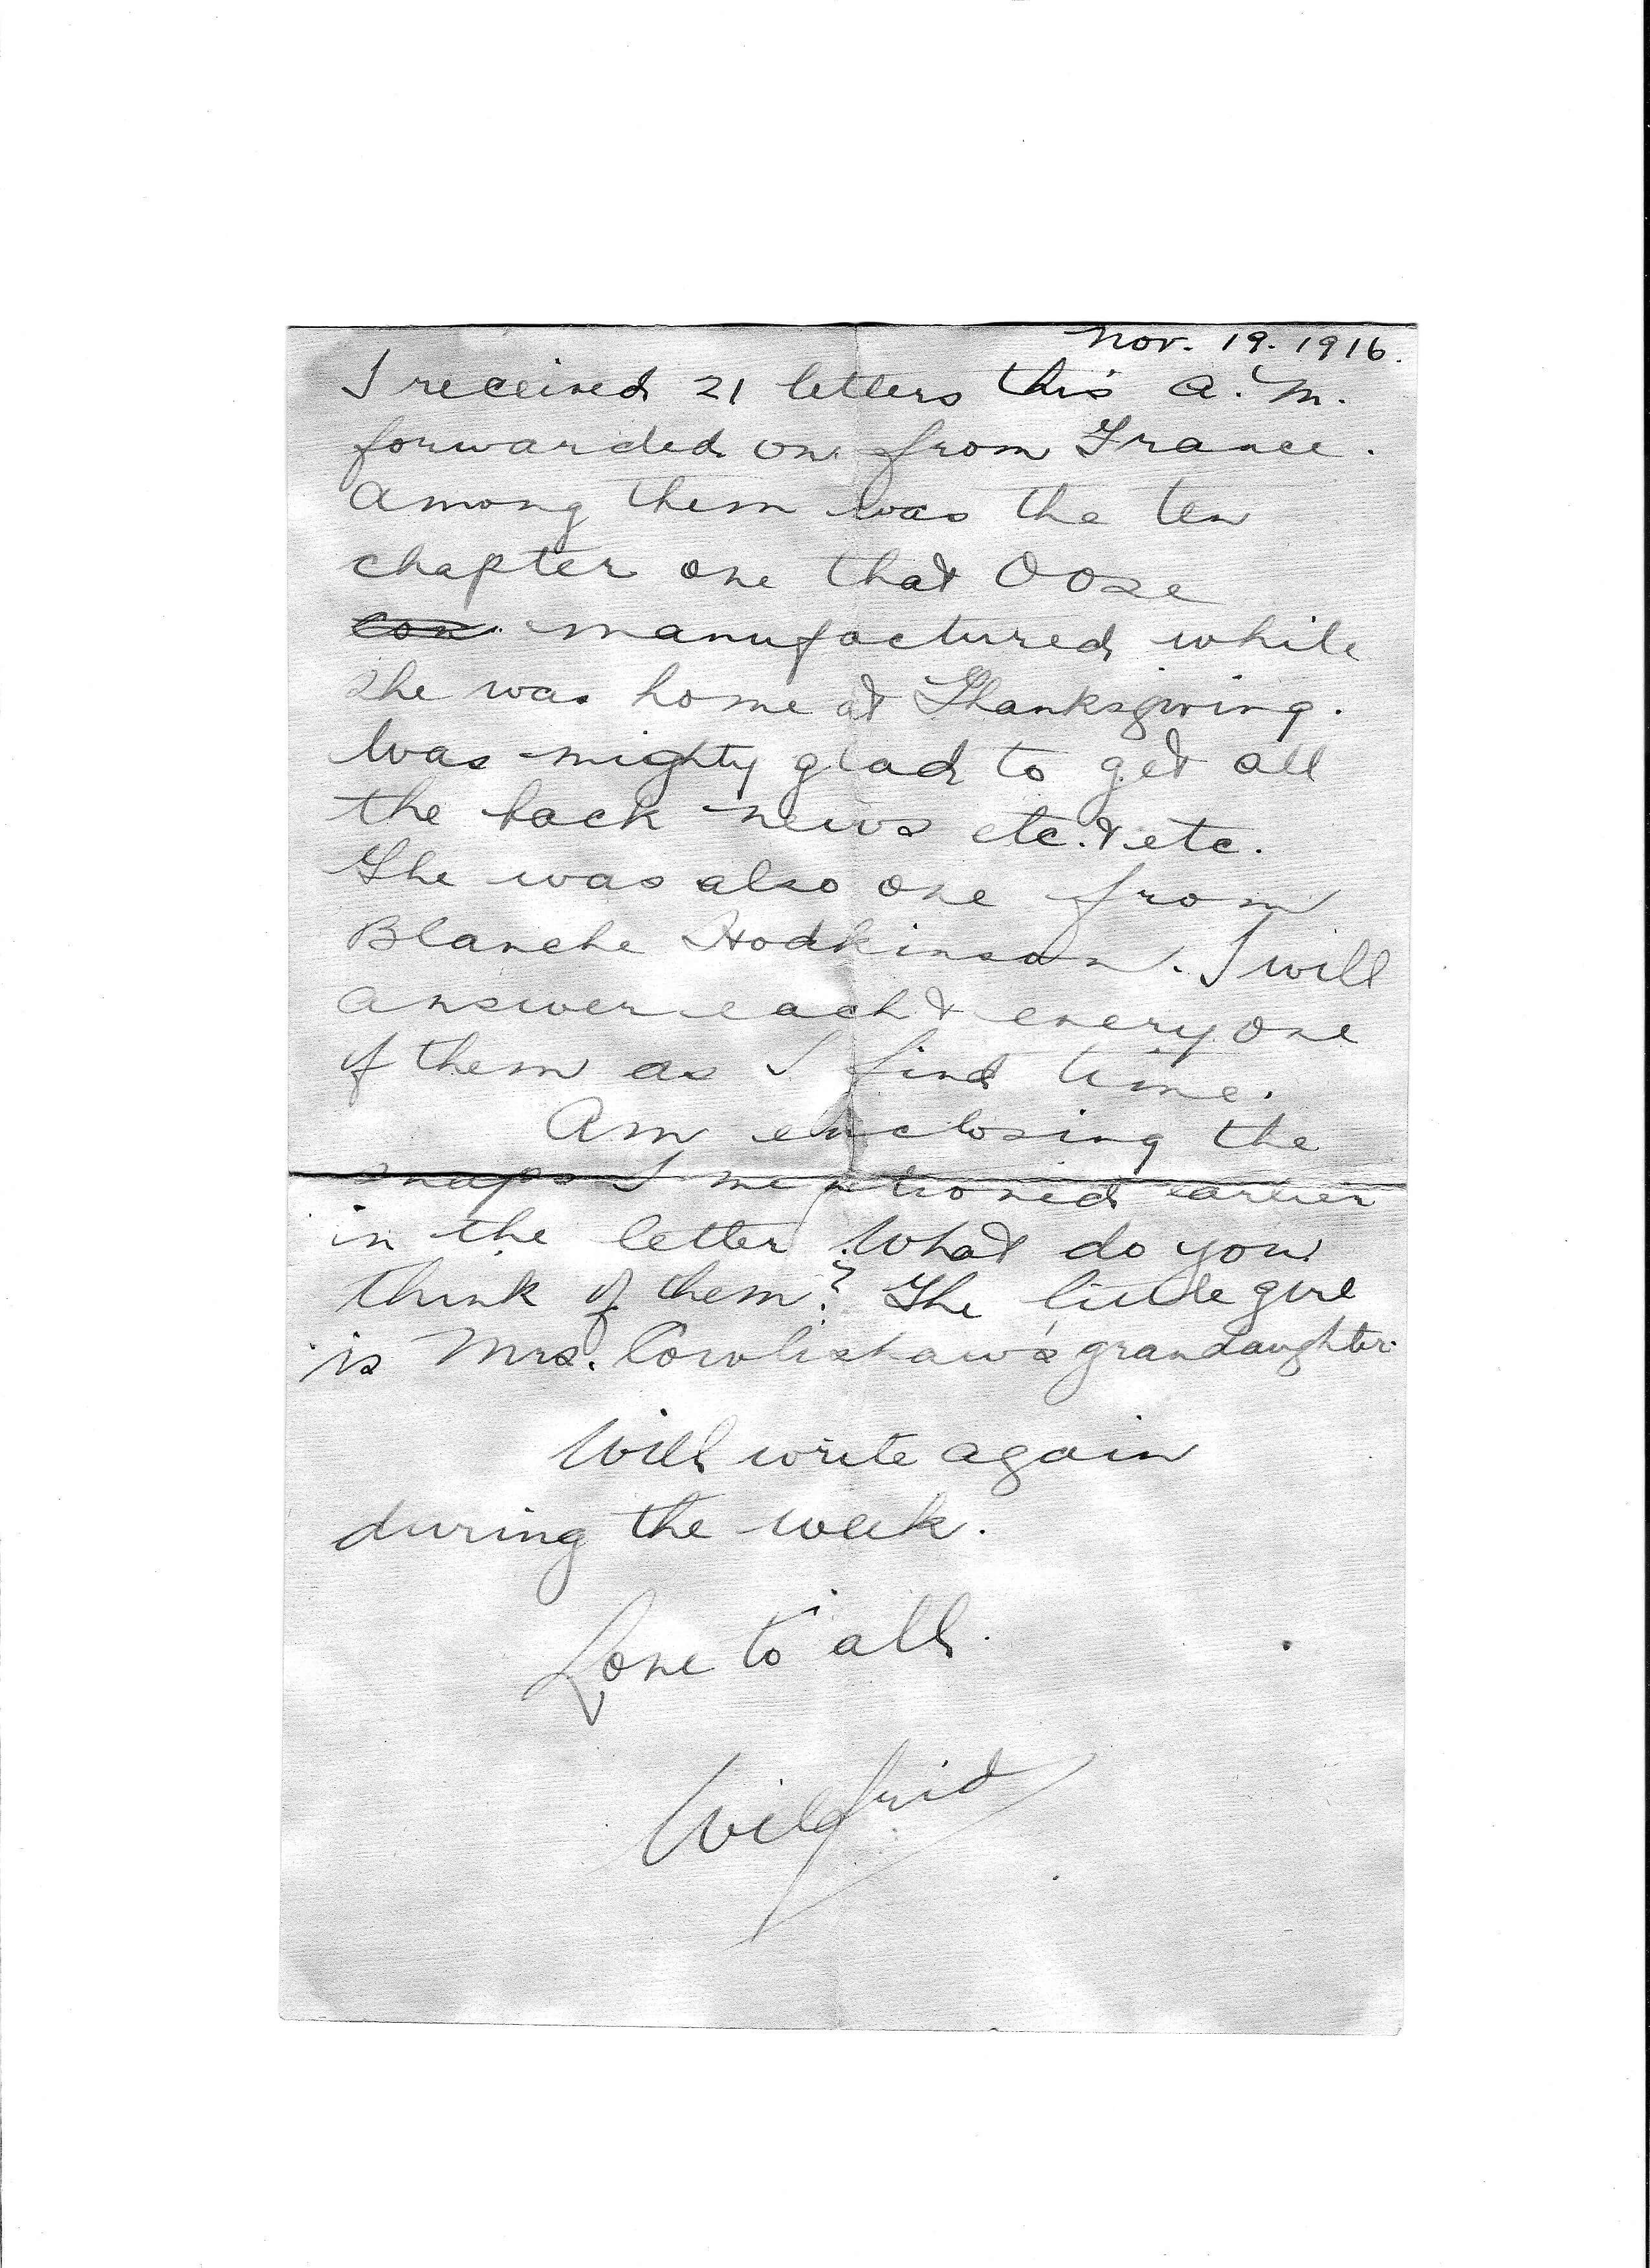 Nov. 19. 1916.
I received 21 letters this A.M.
forwarded on from France.
Among them was the ten
chapter one that Ooze
con manufactured while
she was home at Thanksgiving.
Was mighty glad to get all
the back news etc. & etc.
The was also one from
Blanche Hodkinson. I will
answer each & every one
of them as I find time.
Am enclosing the
snaps I mentioned earlier
in the letter. What do you
think of them? The little girl
is Mrs. Cowlishaw's grandaughter.
Will write again
during the week.
Love to all.
Wilfrid